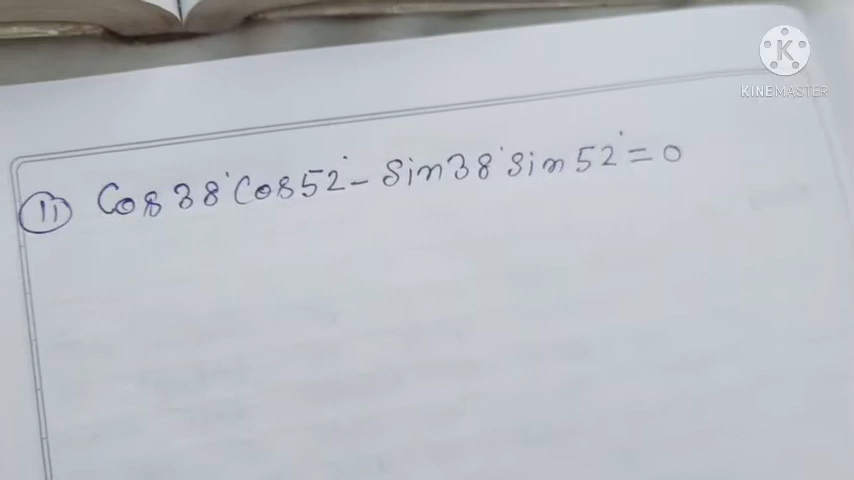 K
KINEMASTER
(11) Cos 38° Cos 52° - Sin 38° Sin 52° = 0